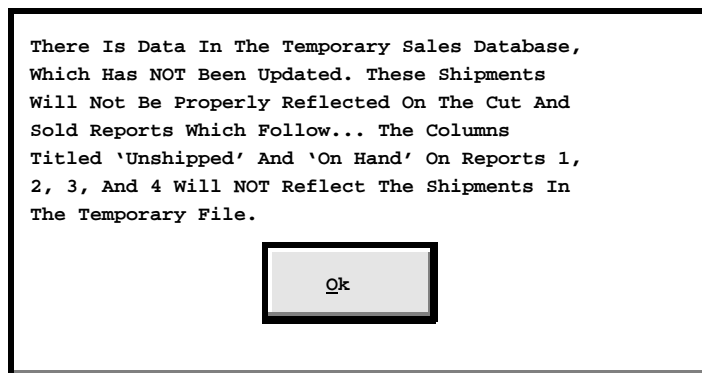 There Is Data In The Temporary Sales Database,
Which Has NOT Been Updated. These Shipments
Will Not Be Properly Reflected On The Cut And
Sold Reports Which Follow... The Columns
Titled ‘Unshipped’ And ‘On Hand’ On Reports 1,
2, 3, And 4 Will NOT Reflect The Shipments In
The Temporary File.
Ok